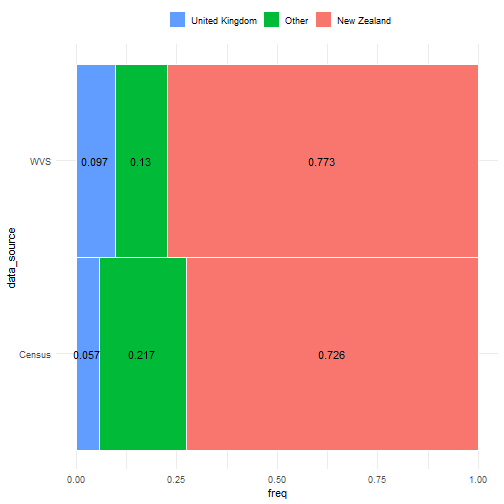 United Kingdom Other New Zealand
WVS
0.097 0.13 0.773
data_source
Census
0.057 0.217 0.726
0.00 0.25 0.50 0.75 1.00
freq